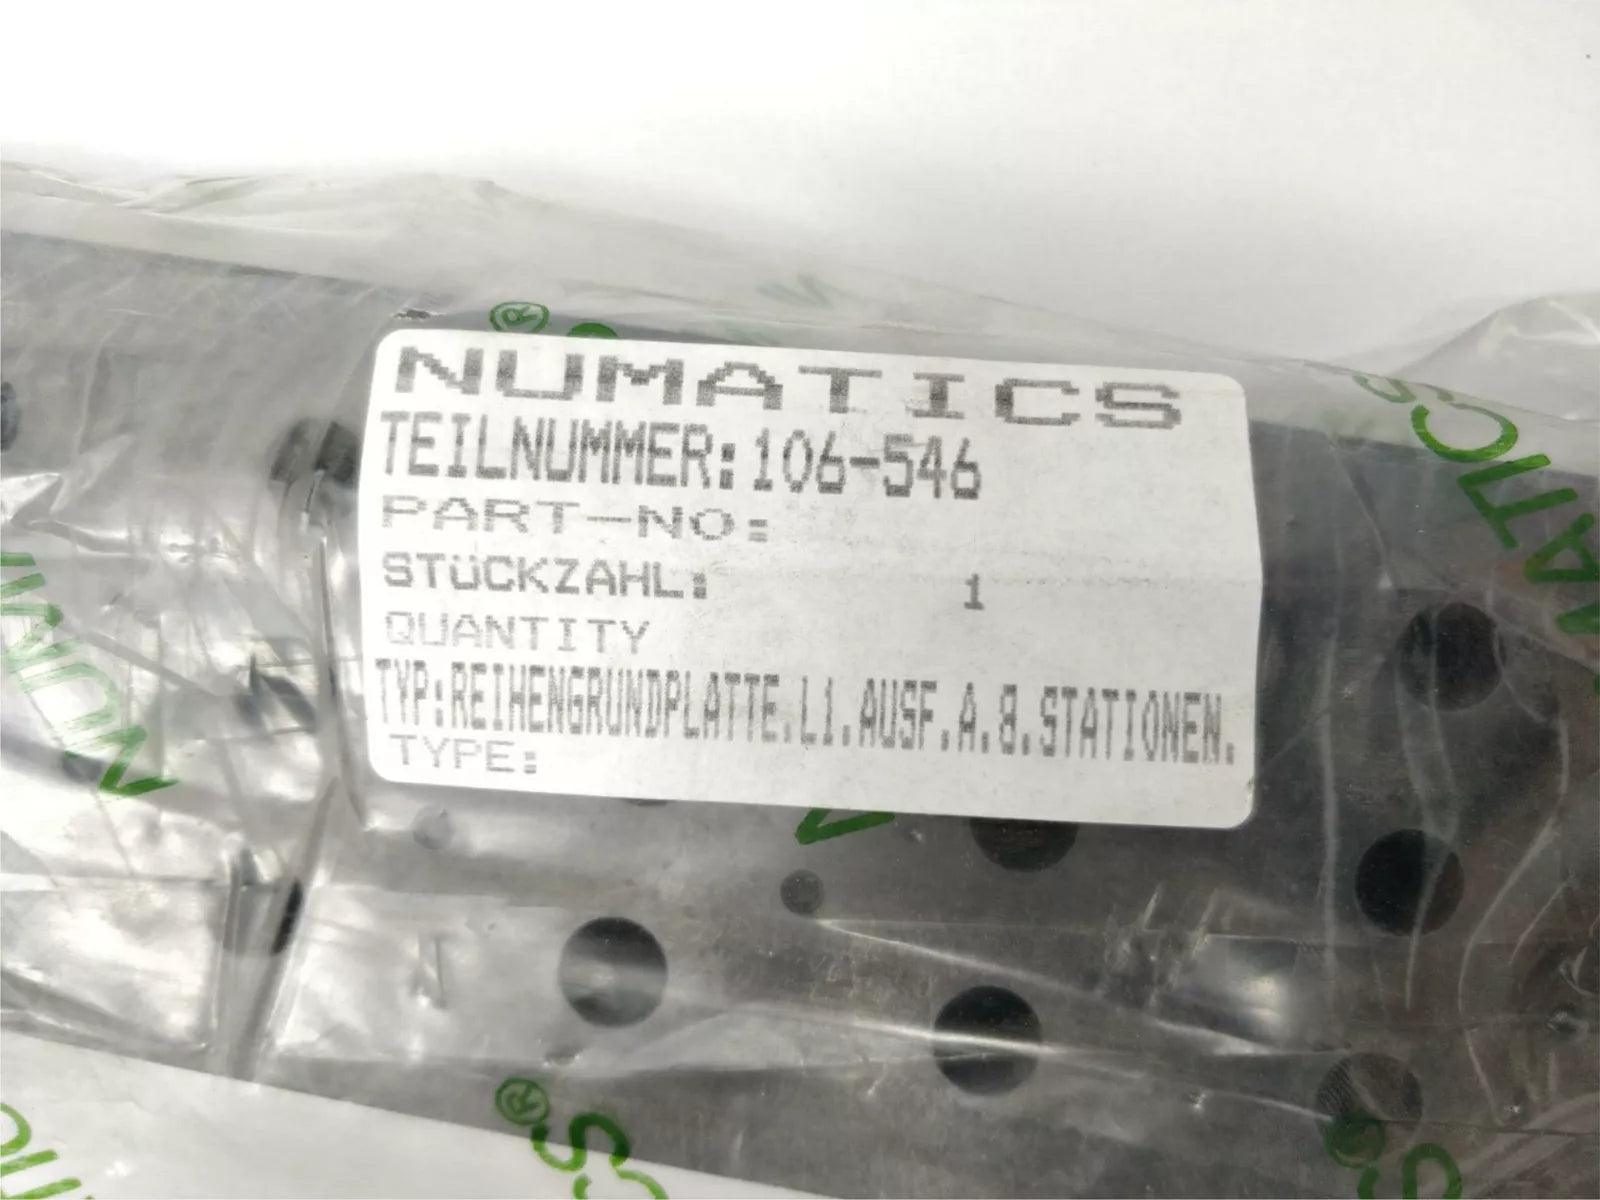 NUMATICS
TEILNUMMER:106-546
PART-NO:
STüCKZAHL: 1
QUANTITY
TYP:REIHENGRUNDPLATTE.L1.AUSF.A.8.STATIONEN.
TYPE: